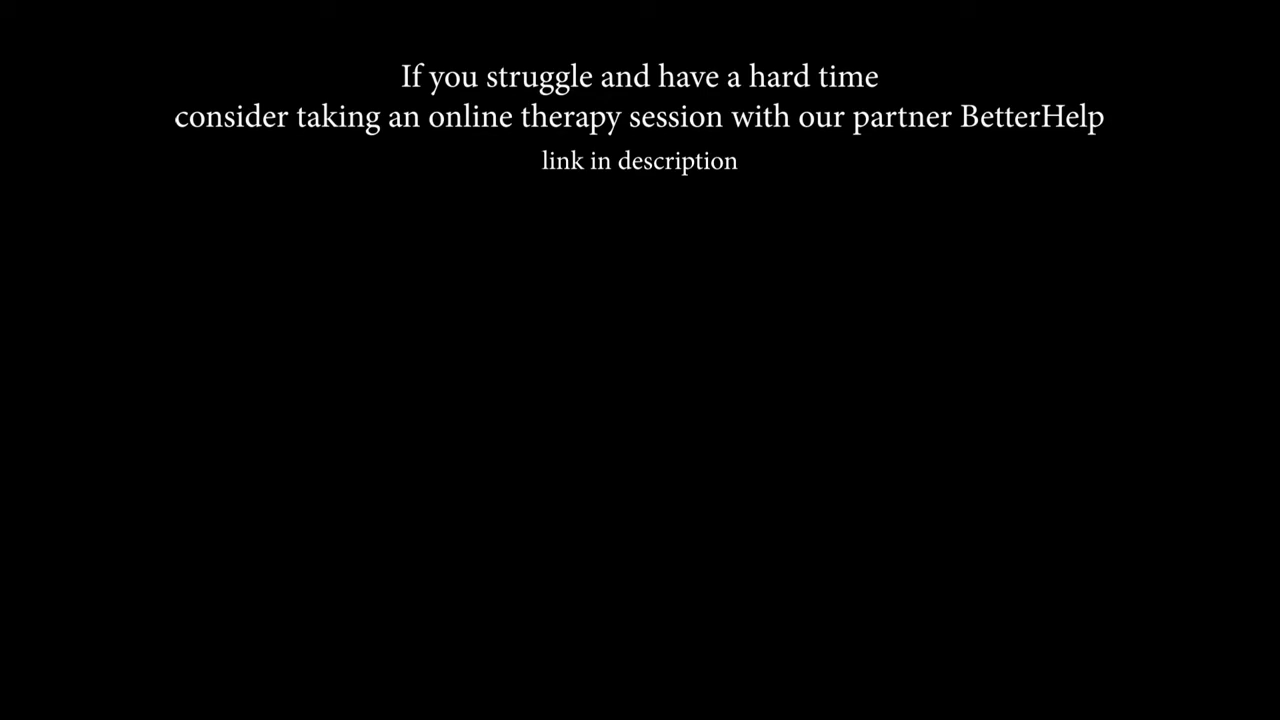 If you struggle and have a hard time
consider taking an online therapy session with our partner BetterHelp
link in description